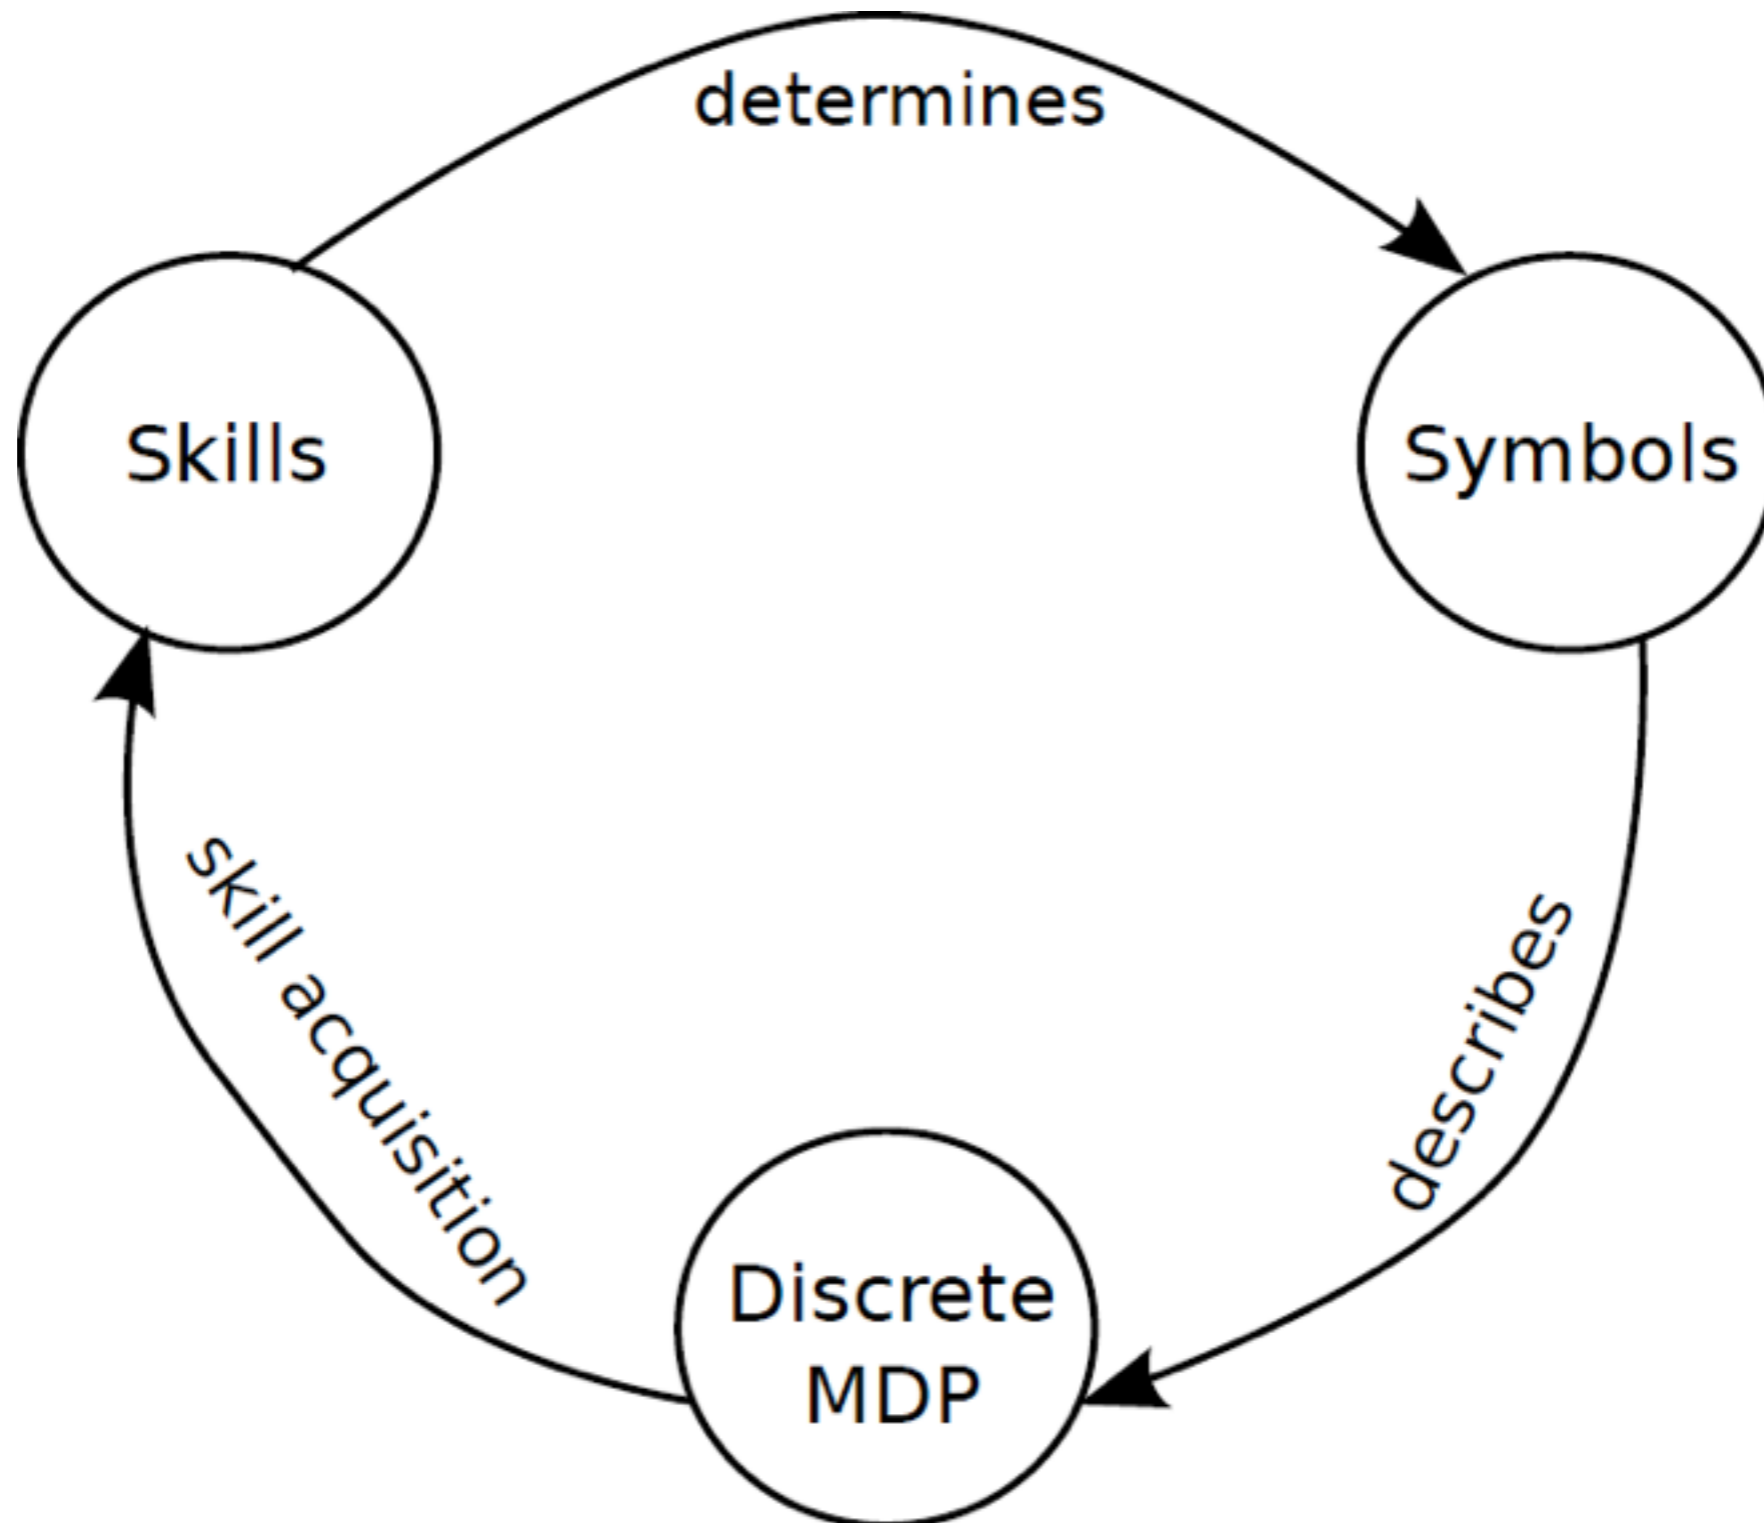 determines
Skills
Symbols
skill acquisition
describes
Discrete
MDP